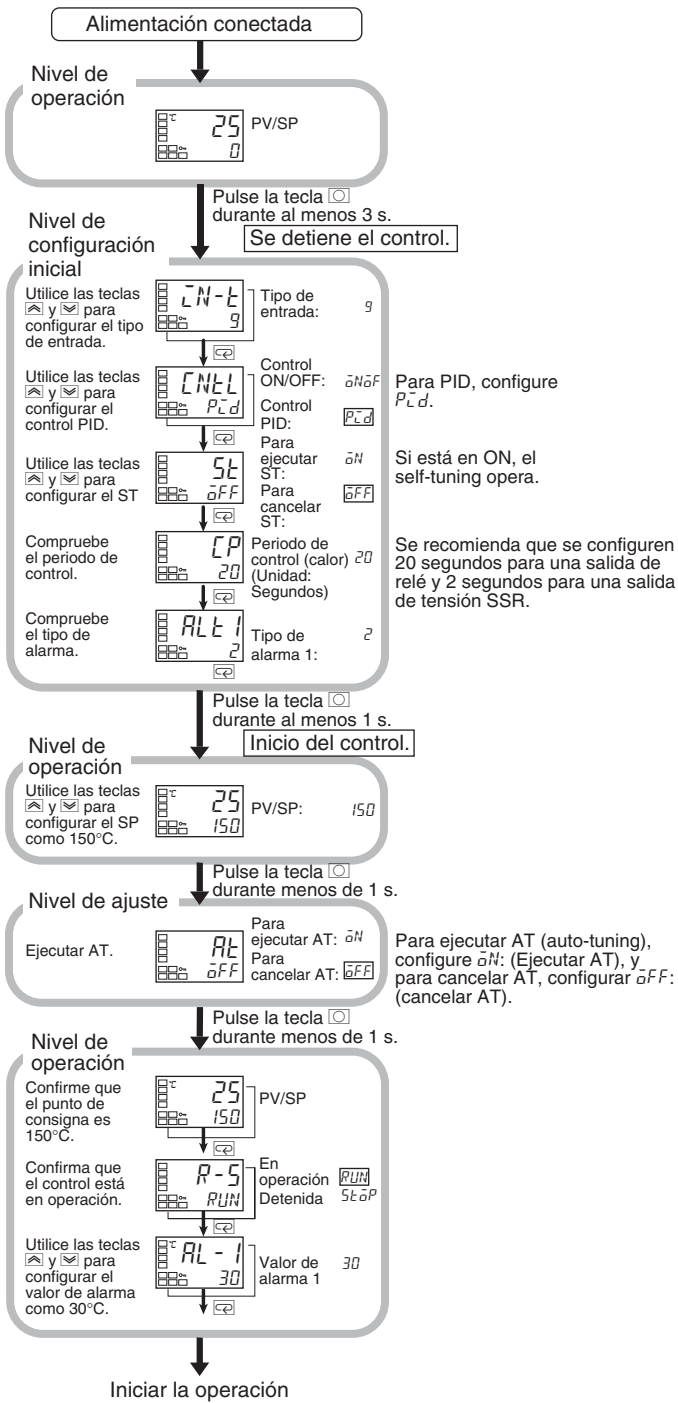 Alimentación conectada
Nivel de
operación
25
0
PV/SP
Pulse la tecla
durante al menos 3 s.
Se detiene el control.
Nivel de
configuración
inicial
Utilice las teclas
y para
configurar el tipo
de entrada.
IN-t
9
Tipo de
entrada:
9
Utilice las teclas
y para
configurar el
control PID.
CNtL
PId
Control
ON/OFF:
oNoF
Control
PID:
PId
Para PID, configure
PId.
Utilice las teclas
y para
configurar el ST
St
oFF
Para
ejecutar
ST:
oN
Para
cancelar
ST:
oFF
Si está en ON, el
self-tuning opera.
Compruebe
el periodo de
control.
CP
20
Periodo de
control (calor)
(Unidad:
Segundos)
20
Se recomienda que se configuren
20 segundos para una salida de
relé y 2 segundos para una salida
de tensión SSR.
Compruebe
el tipo de
alarma.
ALt1
2
Tipo de
alarma 1:
2
Pulse la tecla
durante al menos 1 s.
Inicio del control.
Nivel de
operación
Utilice las teclas
y para
configurar el SP
como 150°C.
°C
25
150
PV/SP:
150
Pulse la tecla
durante menos de 1 s.
Nivel de ajuste
Ejecutar AT.
At
oFF
Para
ejecutar AT: oN
Para
cancelar AT: oFF
Para ejecutar AT (auto-tuning),
configure oN: (Ejecutar AT), y
para cancelar AT, configurar oFF:
(cancelar AT).
Pulse la tecla
durante menos de 1 s.
Nivel de
operación
Confirme que
el punto de
consigna es
150°C.
°C
25
150
PV/SP
Confirma que
el control está
en operación.
R-S
RUN
En
operación RUN
Detenida StoP
Utilice las teclas
y para
configurar el
valor de alarma
como 30°C.
°C
AL-1
30
Valor de
alarma 1
30
Iniciar la operación